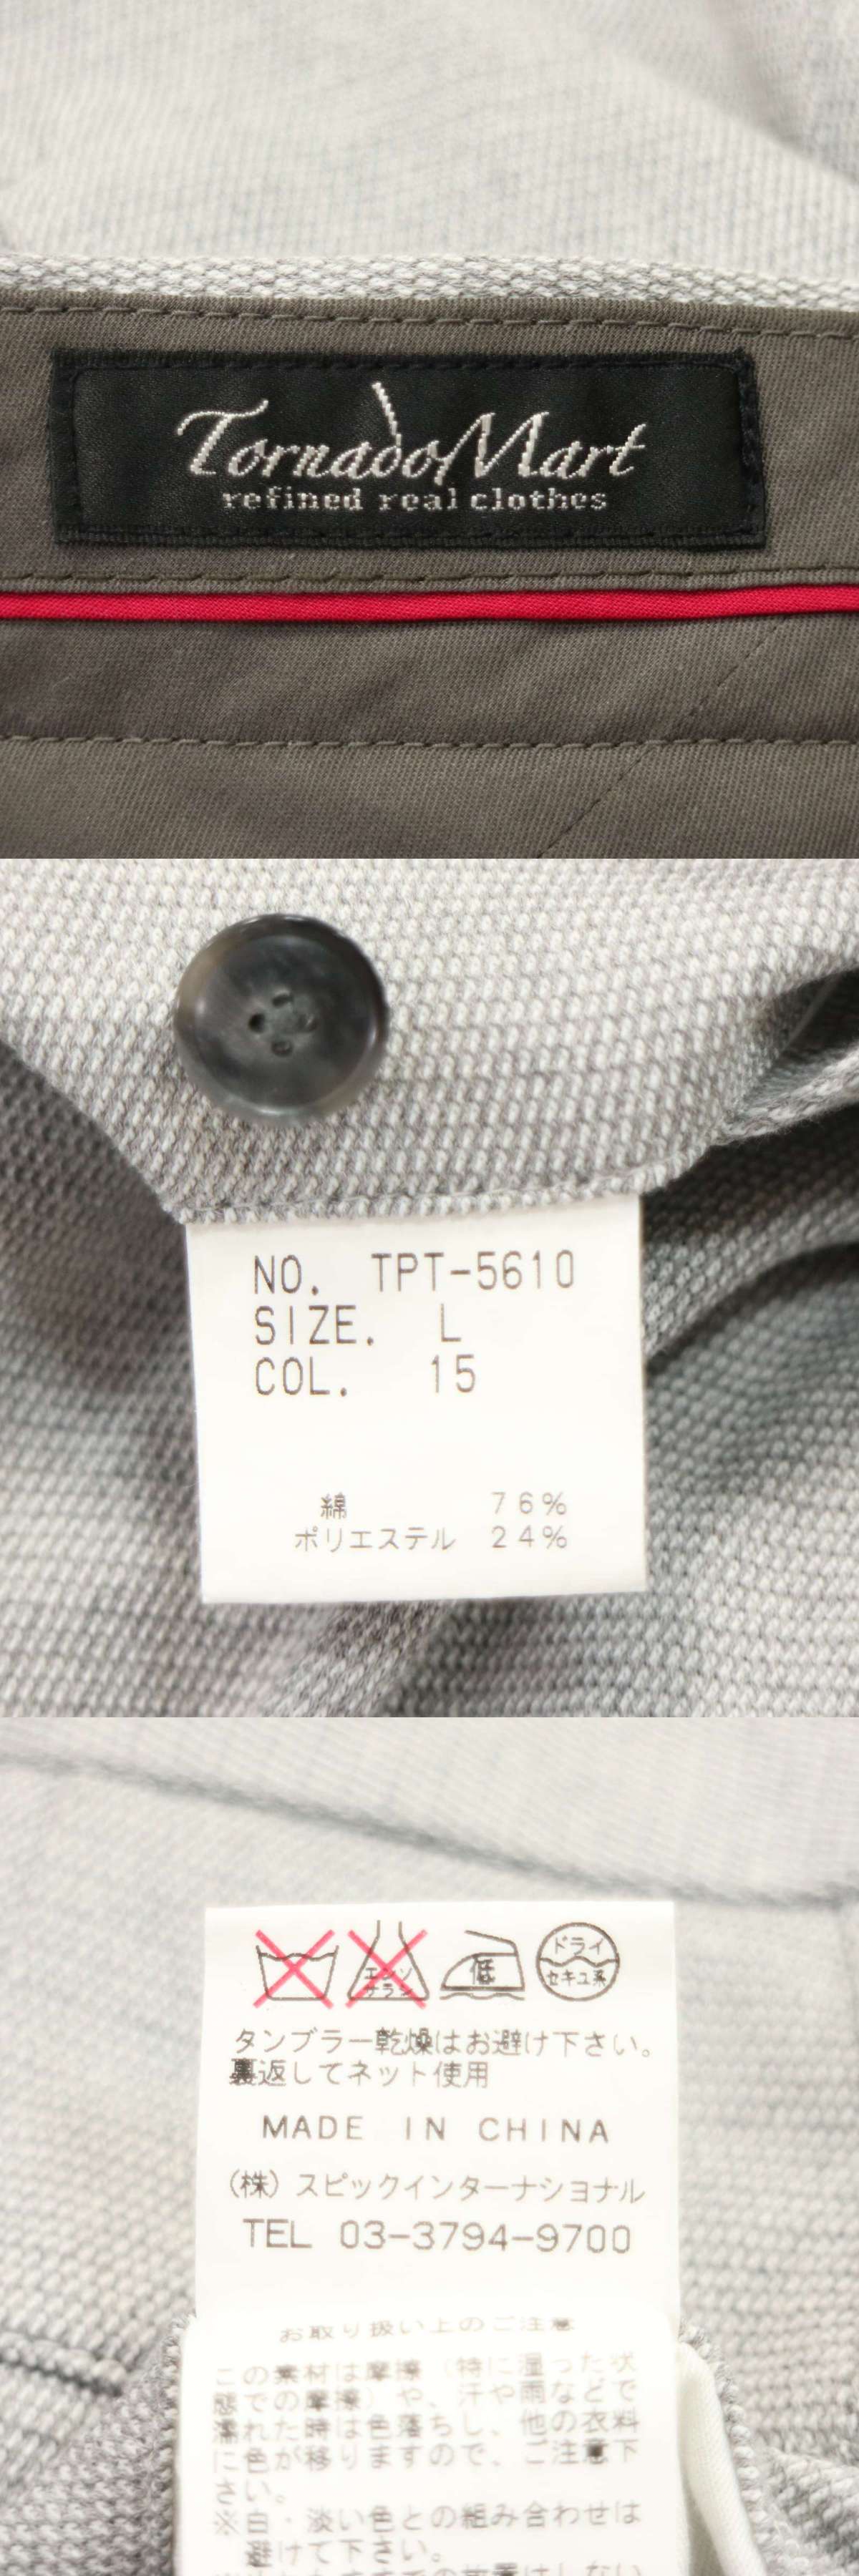 TornadoMart
refined real clothes
NO. TPT-5610
SIZE. L
COL. 15
綿 76%
ポリエステル 24%
エンソ
サラシ
低
ドライ
セキユ系
タンブラー乾燥はお避け下さい。
裏返してネット使用
MADE IN CHINA
(株) スピックインターナショナル
TEL 03-3794-9700
お取り扱い上のご注意
この素材は摩擦（特に湿った状
態での摩擦）や、汗や雨などで
濡れた時は色落ちし、他の衣料
に色が移りますので、ご注意下
さい。
※白・淡い色との組み合わせは
避けて下さい。